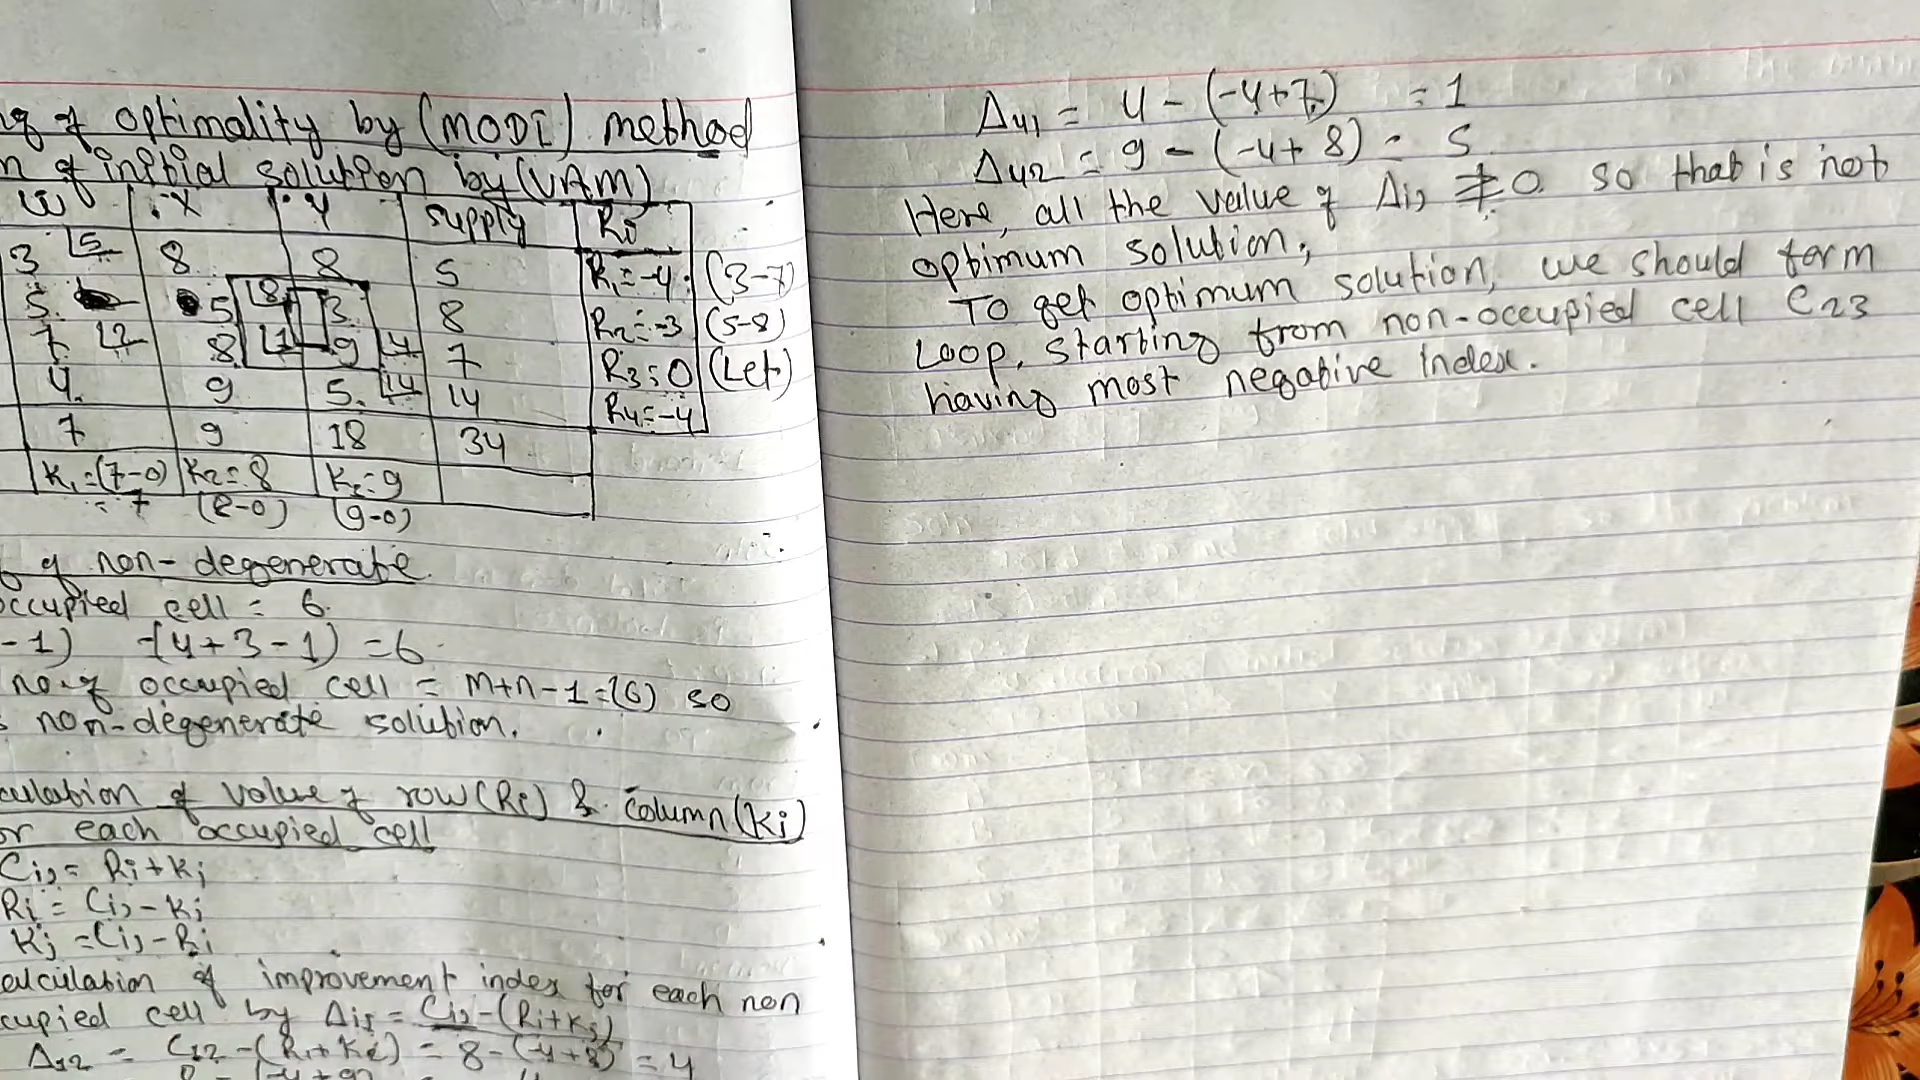 g of optimality by (MODI) method
n of initial solution by (VAM)
W X Y supply Ri
3 5 8 8 5 R1=-4 (3-7)
5. 5 8 3 8 R2=-3 (5-8)
7 2 8 1 9 4 7 R3=0 (Let)
4. 9 5. 14 14 R4=-4
7 9 18 34
K1=(7-0) K2=8 K3=9
= 7 (8-0) (9-0)
of non-degenerate
occupied cell = 6.
-1) (4+3-1) = 6
no. of occupied cell = m+n-1=(6) so
non-degenerate solution.
culation of value of row (Ri) & column (Kj)
or each occupied cell
Cij = Ri+Kj
Ri = Cij-Kj
Kj = Cij-Ri
alculation of improvement index for each non
cupied cell by Δij = Cij-(Ri+Kj)
Δ12 = C12-(R1+K2) = 8-(-4+8) = 4
Δ41 = 4-(-4+7) = 1
Δ42 = 9-(-4+8) = 5
Here, all the value of Δij ≱0. so that is not
optimum solution,
To get optimum solution, we should form
Loop, starting from non-occupied cell C23
having most negative index.